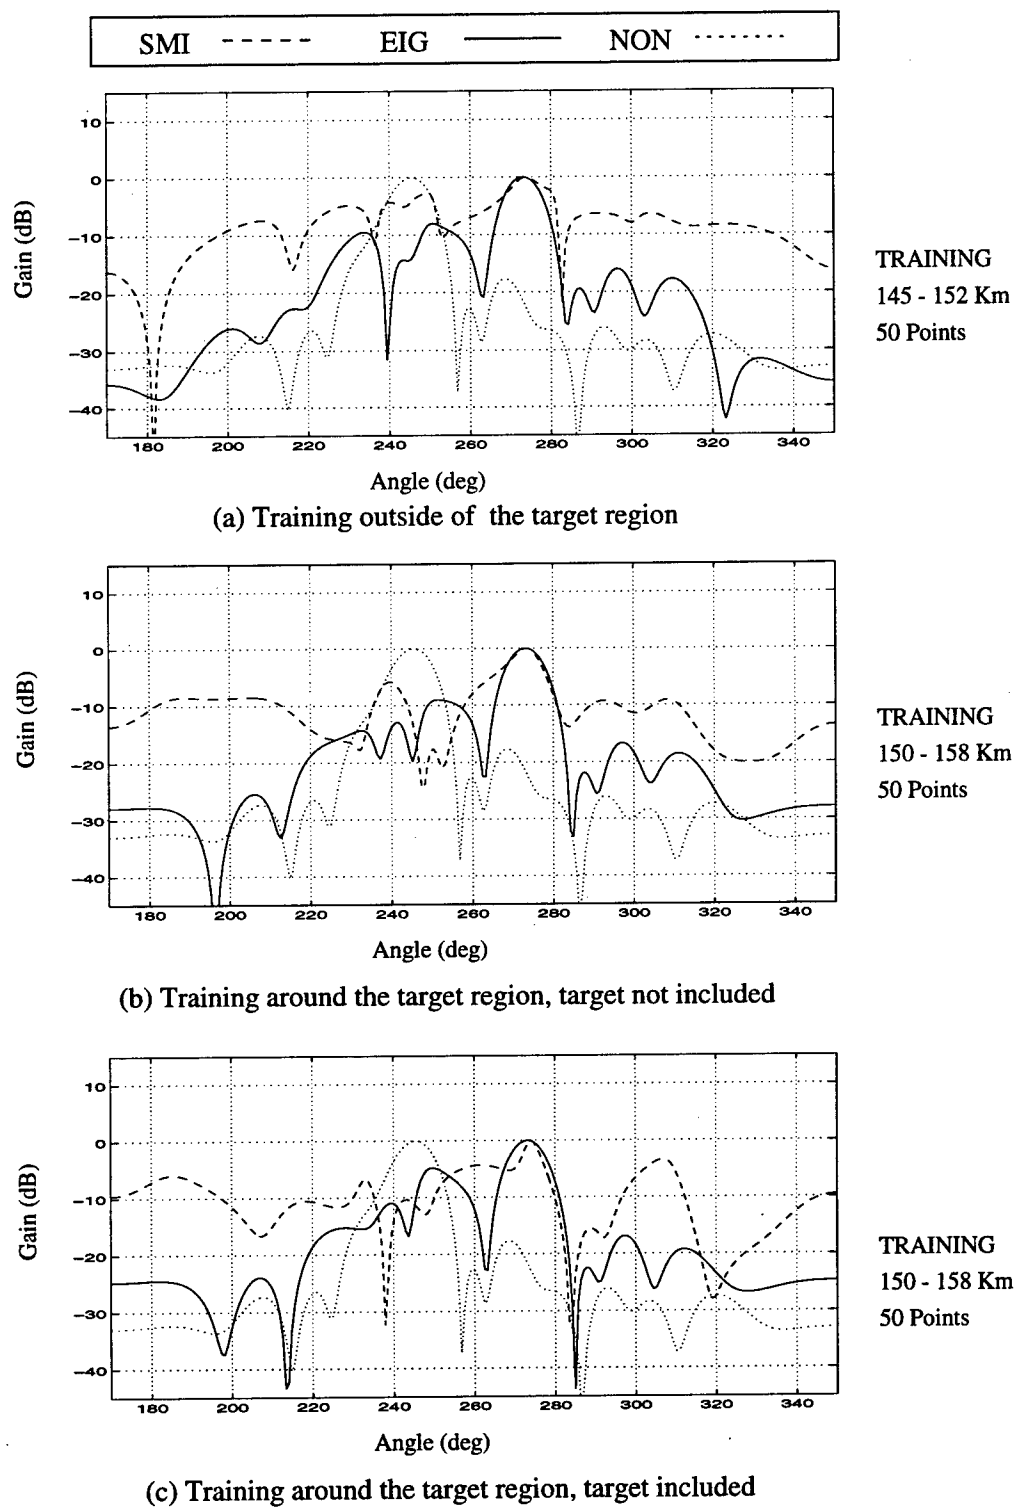 SMI EIG NON
10
0
-10
-20
-30
-40
Gain (dB)
180 200 220 240 260 280 300 320 340
Angle (deg)
TRAINING
145 - 152 Km
50 Points
(a) Training outside of the target region
10
0
-10
-20
-30
-40
Gain (dB)
180 200 220 240 260 280 300 320 340
Angle (deg)
TRAINING
150 - 158 Km
50 Points
(b) Training around the target region, target not included
10
0
-10
-20
-30
-40
Gain (dB)
180 200 220 240 260 280 300 320 340
Angle (deg)
TRAINING
150 - 158 Km
50 Points
(c) Training around the target region, target included